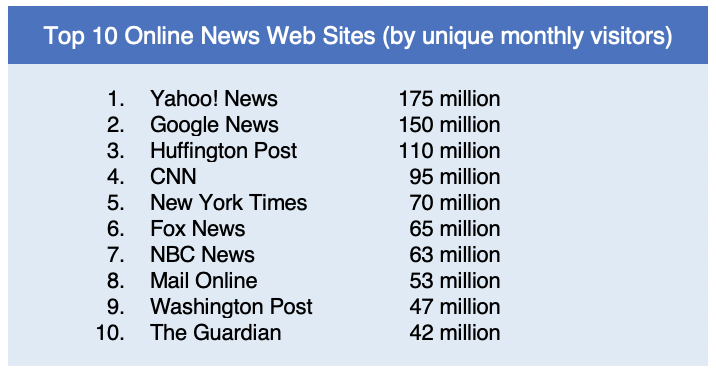 Top 10 Online News Web Sites (by unique monthly visitors)
1. Yahoo! News 175 million
2. Google News 150 million
3. Huffington Post 110 million
4. CNN 95 million
5. New York Times 70 million
6. Fox News 65 million
7. NBC News 63 million
8. Mail Online 53 million
9. Washington Post 47 million
10. The Guardian 42 million